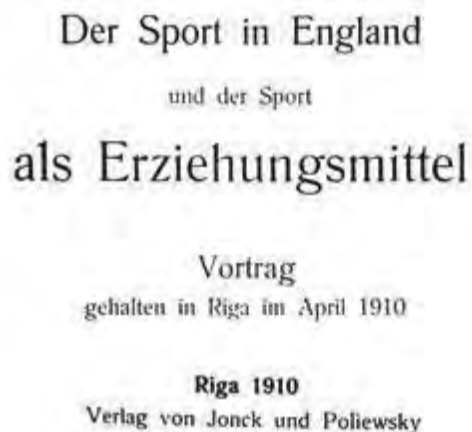 Der Sport in England
und der Sport
als Erziehungsmittel
Vortrag
gehalten in Riga im April 1910
Riga 1910
Verlag von Jonck und Poliewsky